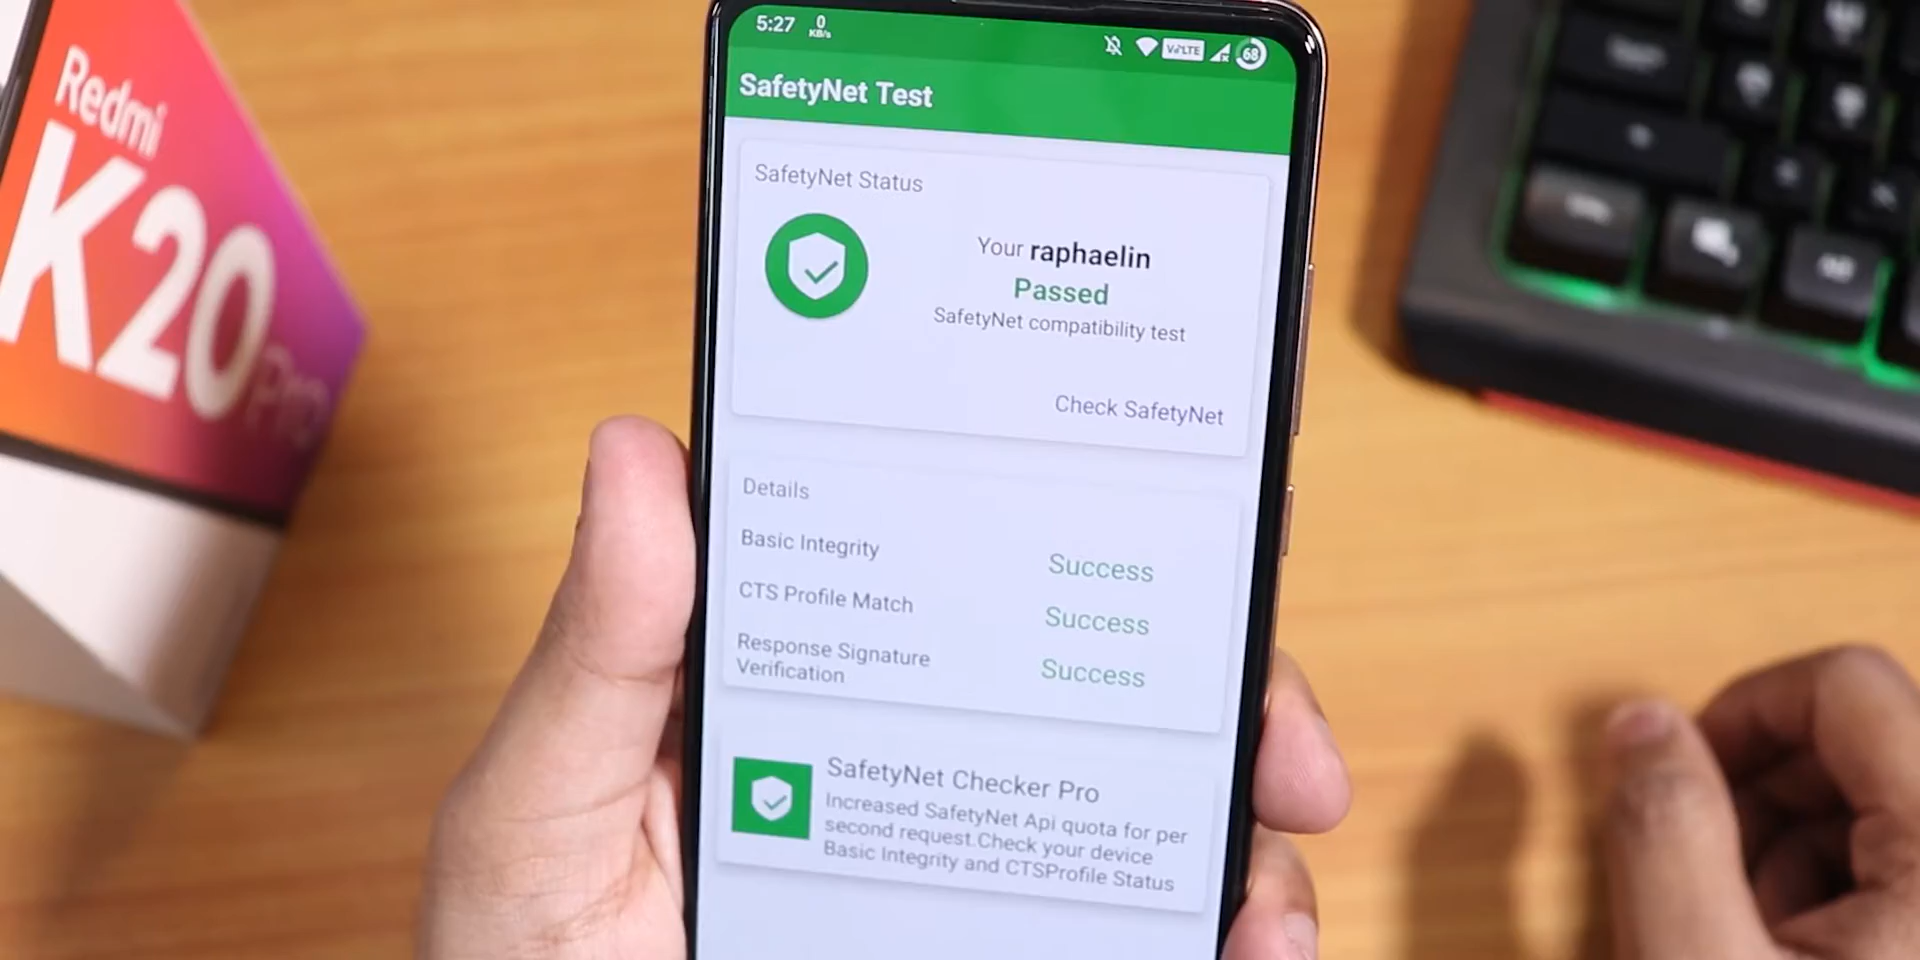 Redmi
K20 Pro
5:27
0
KB/s
VoLTE
68
SafetyNet Test
SafetyNet Status
Your raphaelin
Passed
SafetyNet compatibility test
Check SafetyNet
Details
Basic Integrity
Success
CTS Profile Match
Success
Response Signature
Verification
Success
SafetyNet Checker Pro
Increased SafetyNet Api quota for per
second request.Check your device
Basic Integrity and CTSProfile Status